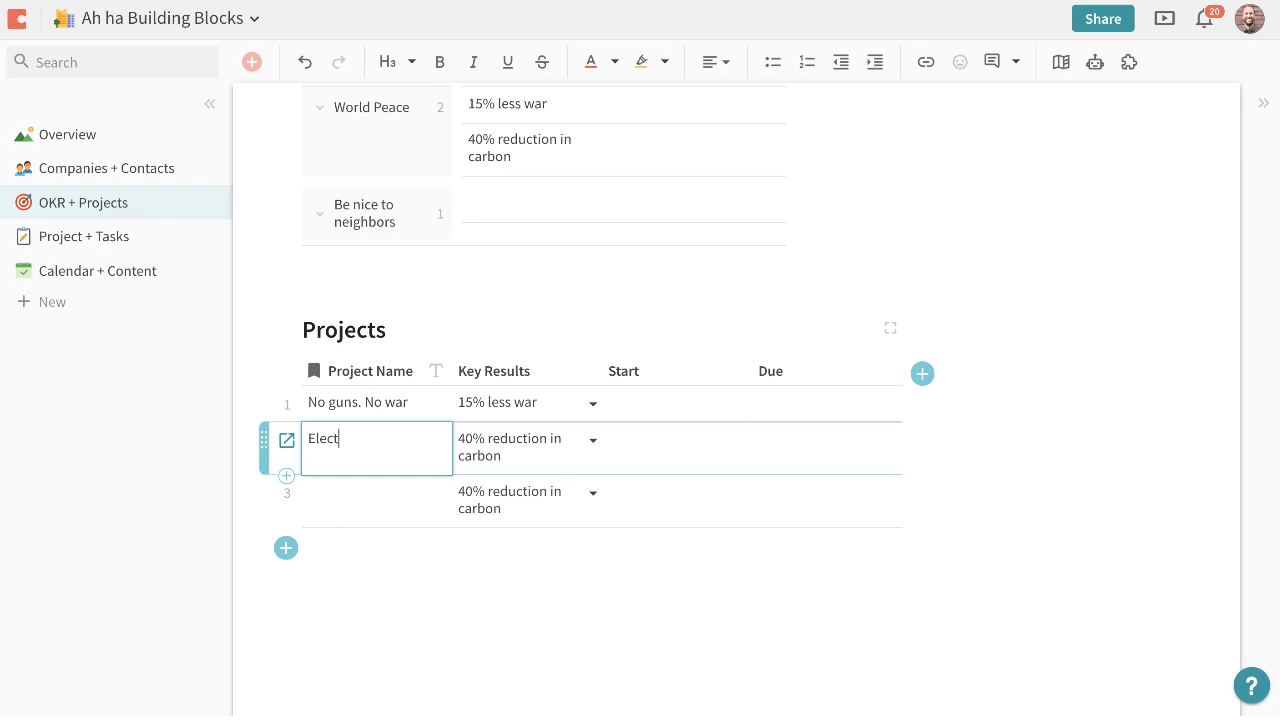 Ah ha Building Blocks
Share
20
Search
H3
B
I
U
S
A
Overview
Companies + Contacts
OKR + Projects
Project + Tasks
Calendar + Content
New
World Peace 2
15% less war
40% reduction in
carbon
Be nice to
neighbors
1
Projects
Project Name
Key Results
Start
Due
1
No guns. No war
15% less war
Elect
40% reduction in
carbon
3
40% reduction in
carbon
?